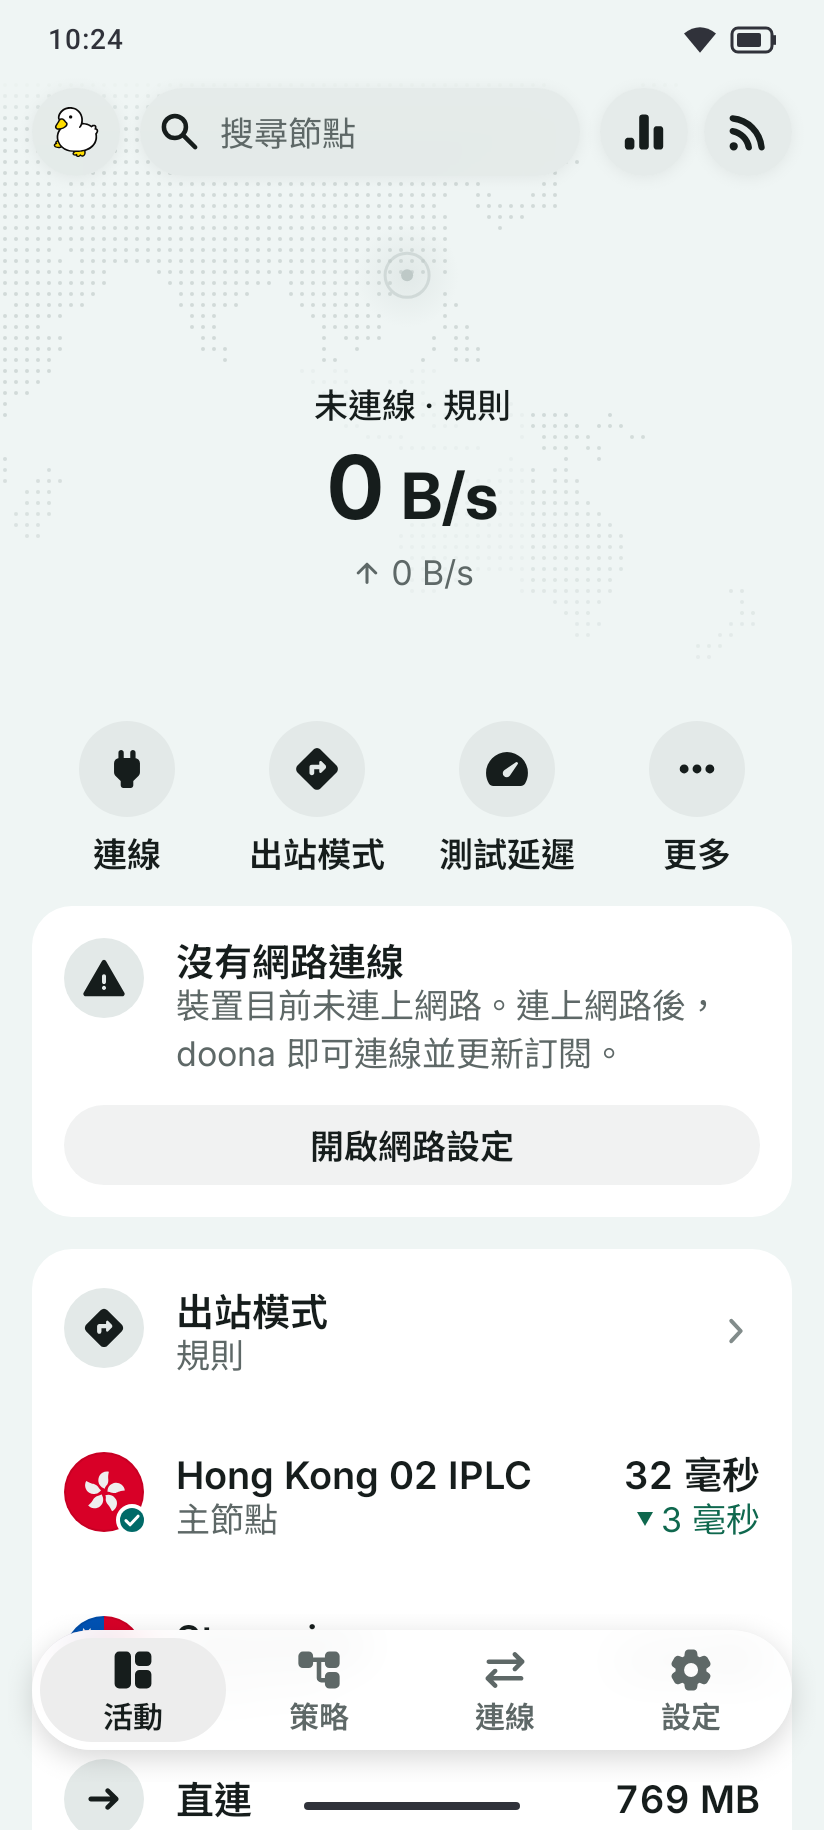 10:24
搜尋節點
未連線 · 規則
0 B/s
↑ 0 B/s
連線
出站模式
測試延遲
更多
沒有網路連線
裝置目前未連上網路。連上網路後，
doona 即可連線並更新訂閱。
開啟網路設定
出站模式
規則
Hong Kong 02 IPLC
32 毫秒
主節點
▼3 毫秒
活動
策略
連線
設定
直連
769 MB